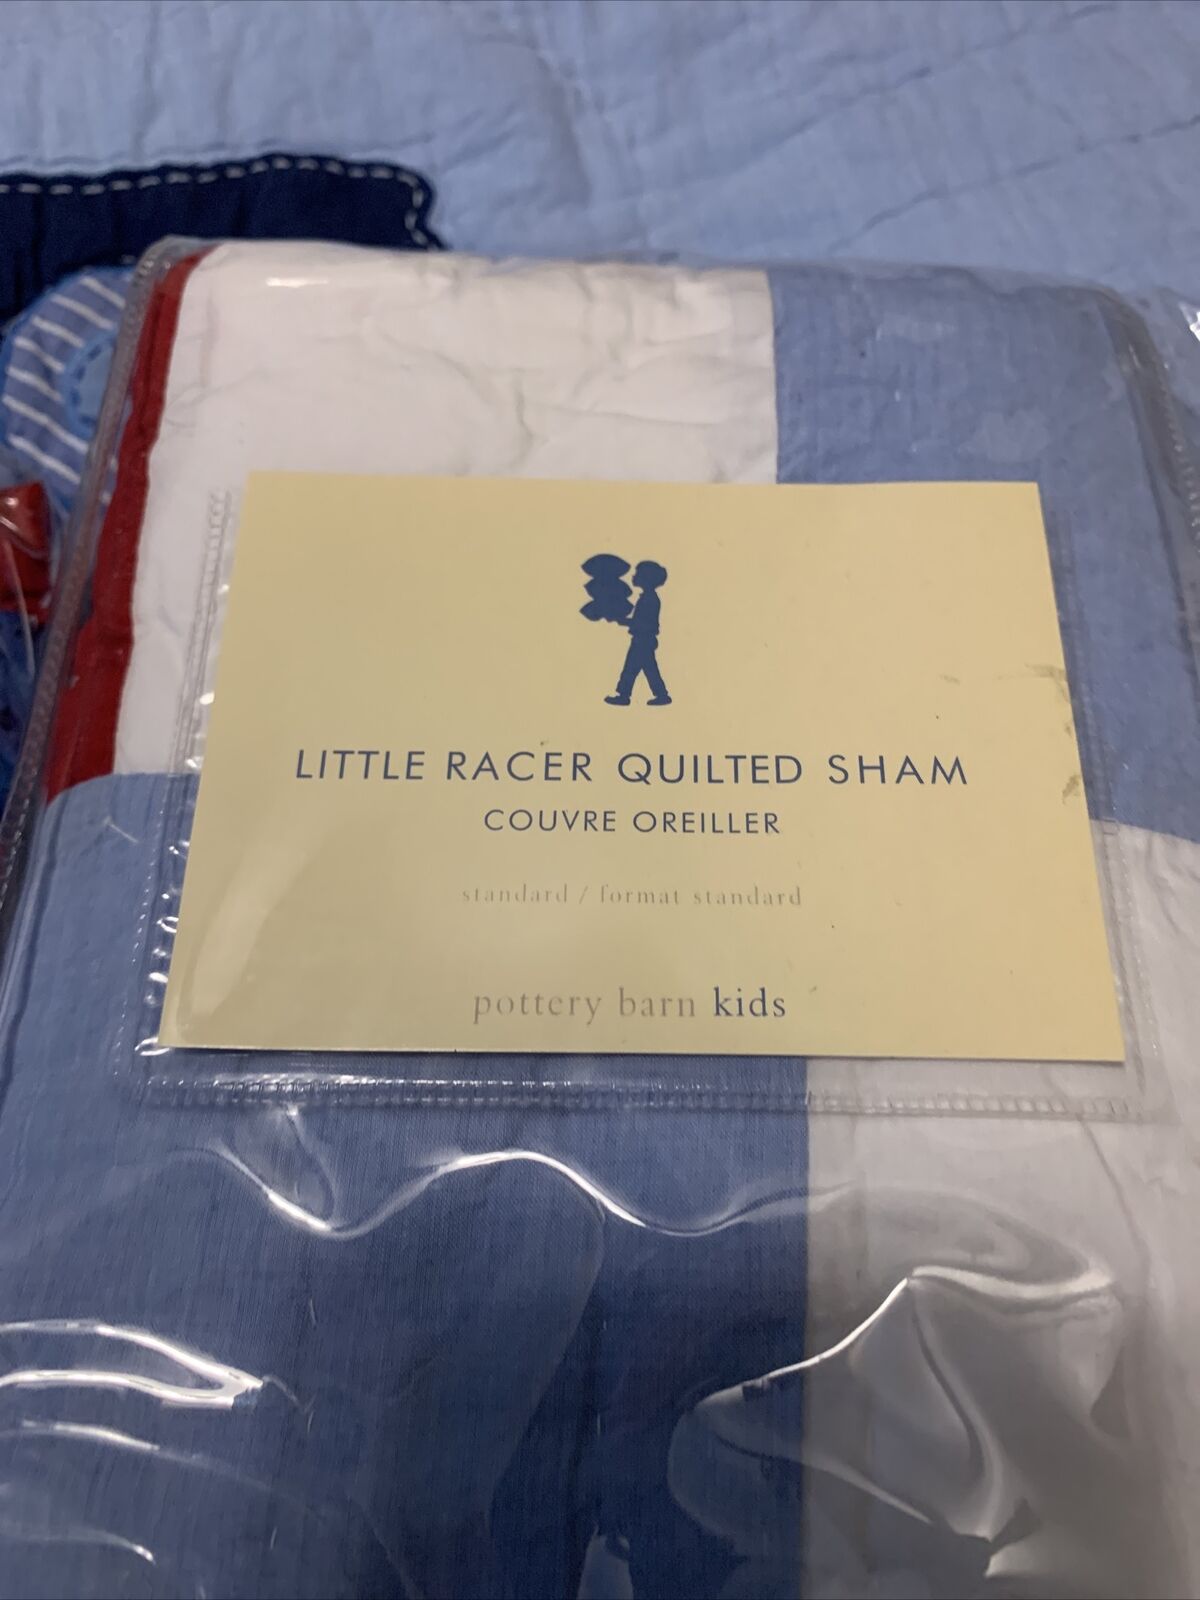 LITTLE RACER QUILTED SHAM
COUVRE OREILLER
standard / format standard
pottery barn kids